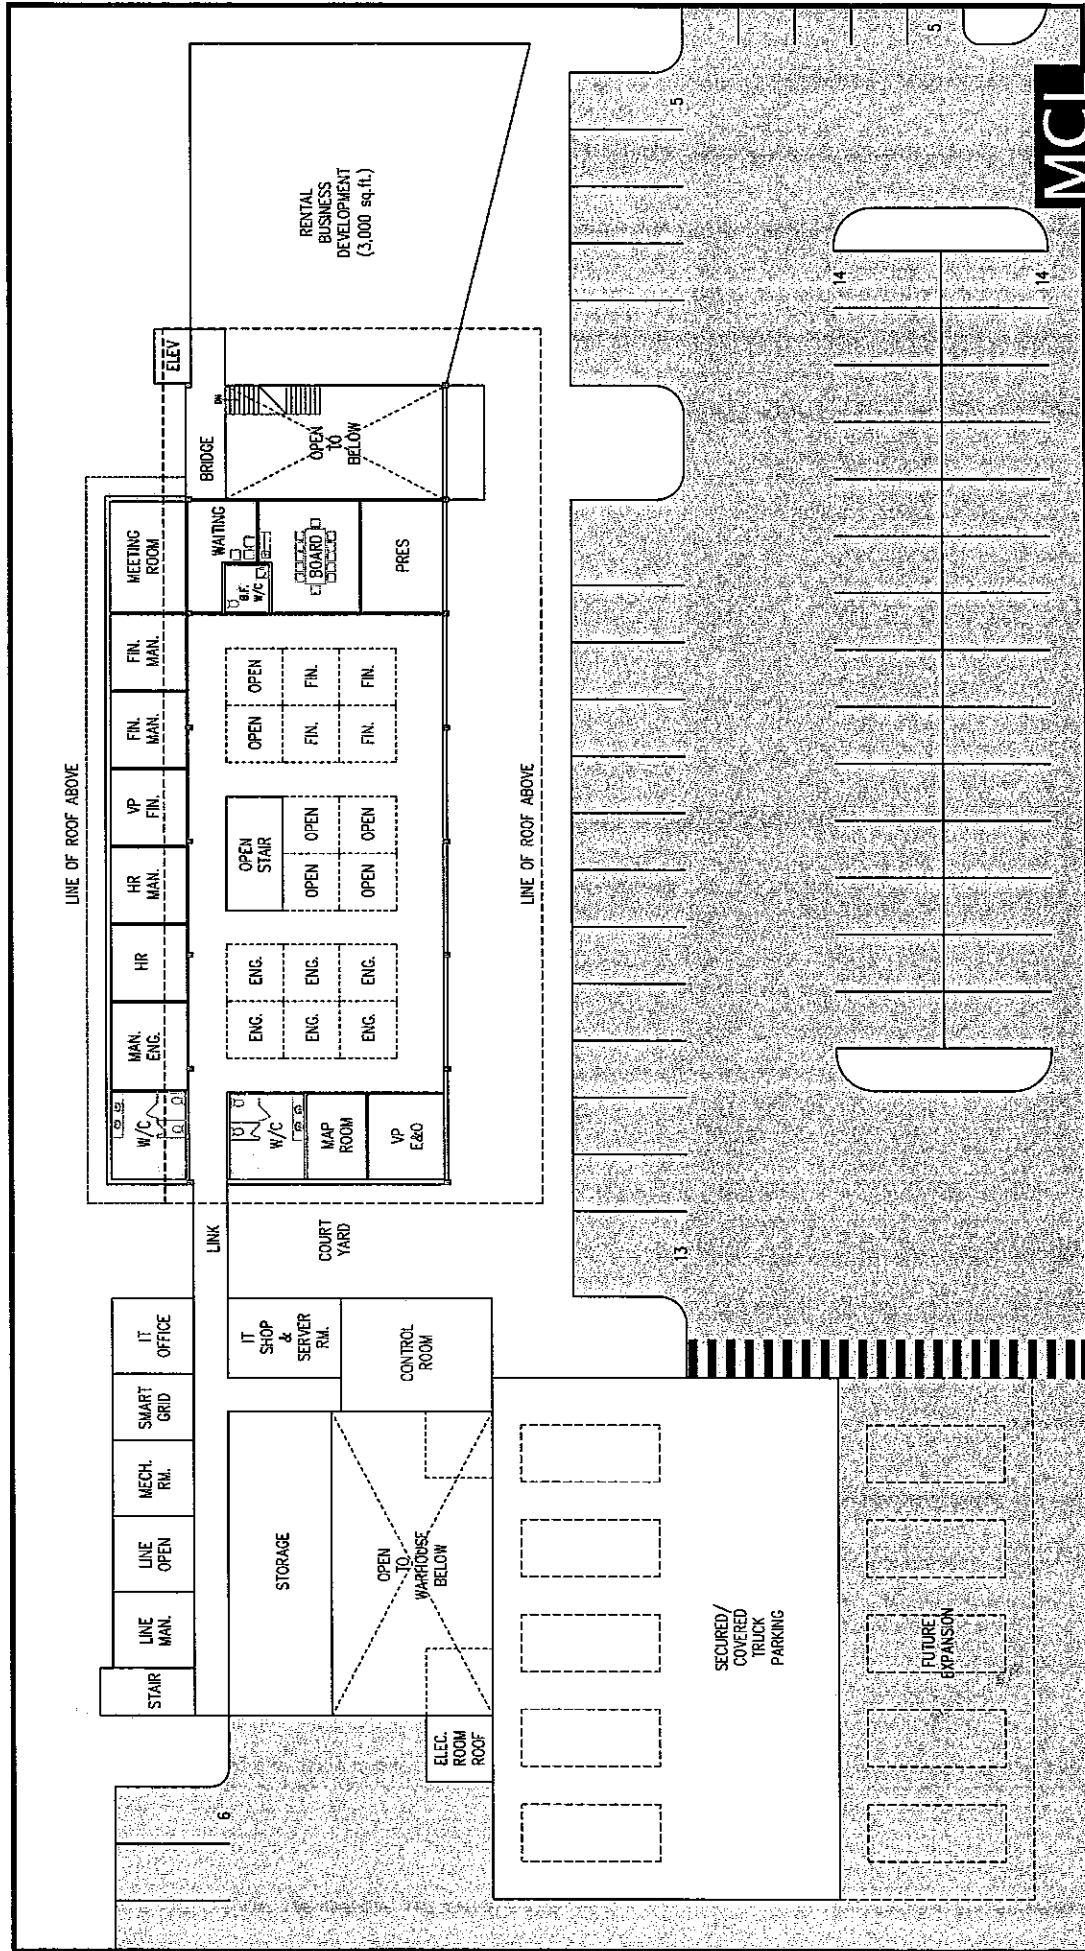 RENTAL
BUSINESS
DEVELOPMENT
(3,000 sq.ft.)
5
5
MCL
14
14
ELEV
DN
BRIDGE
OPEN
TO
BELOW
MEETING
ROOM
WAITING
B.F.
W/C
BOARD
PRES
LINE OF ROOF ABOVE
FIN.
MAN.
FIN.
MAN.
VP
FIN.
HR
MAN.
HR
MAN.
ENG.
W/C
OPEN
FIN.
FIN.
OPEN
FIN.
FIN.
OPEN
STAIR
OPEN
OPEN
OPEN
OPEN
ENG.
ENG.
ENG.
ENG.
ENG.
ENG.
W/C
MAP
ROOM
VP
E&O
LINE OF ROOF ABOVE
LINK
COURT
YARD
13
IT
OFFICE
SMART
GRID
MECH.
RM.
LINE
OPEN
LINE
MAN.
STAIR
IT
SHOP
&
SERVER
RM.
CONTROL
ROOM
STORAGE
OPEN
TO
WARHOUSE
BELOW
ELEC.
ROOM
ROOF
6
SECURED/
COVERED
TRUCK
PARKING
FUTURE
EXPANSION